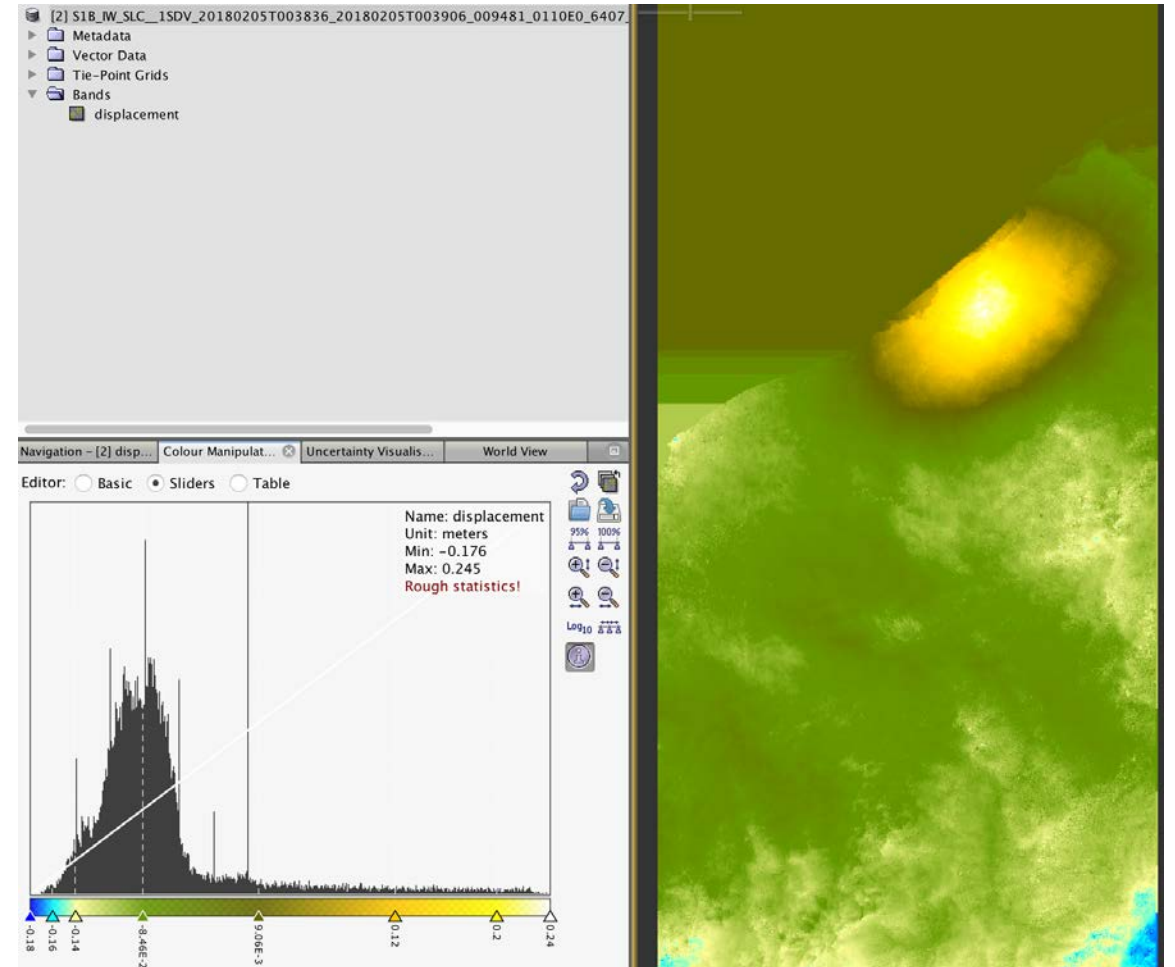 [2] S1B_IW_SLC__1SDV_20180205T003836_20180205T003906_009481_0110E0_6407_
Metadata
Vector Data
Tie-Point Grids
Bands
displacement
Navigation - [2] disp...
Colour Manipulat...
Uncertainty Visualis...
World View
Editor: Basic Sliders Table
Name: displacement
Unit: meters
Min: -0.176
Max: 0.245
Rough statistics!
95% 100%
Log10
-0.18
-0.16
-0.14
-8.46E-2
9.06E-3
0.12
0.2
0.24